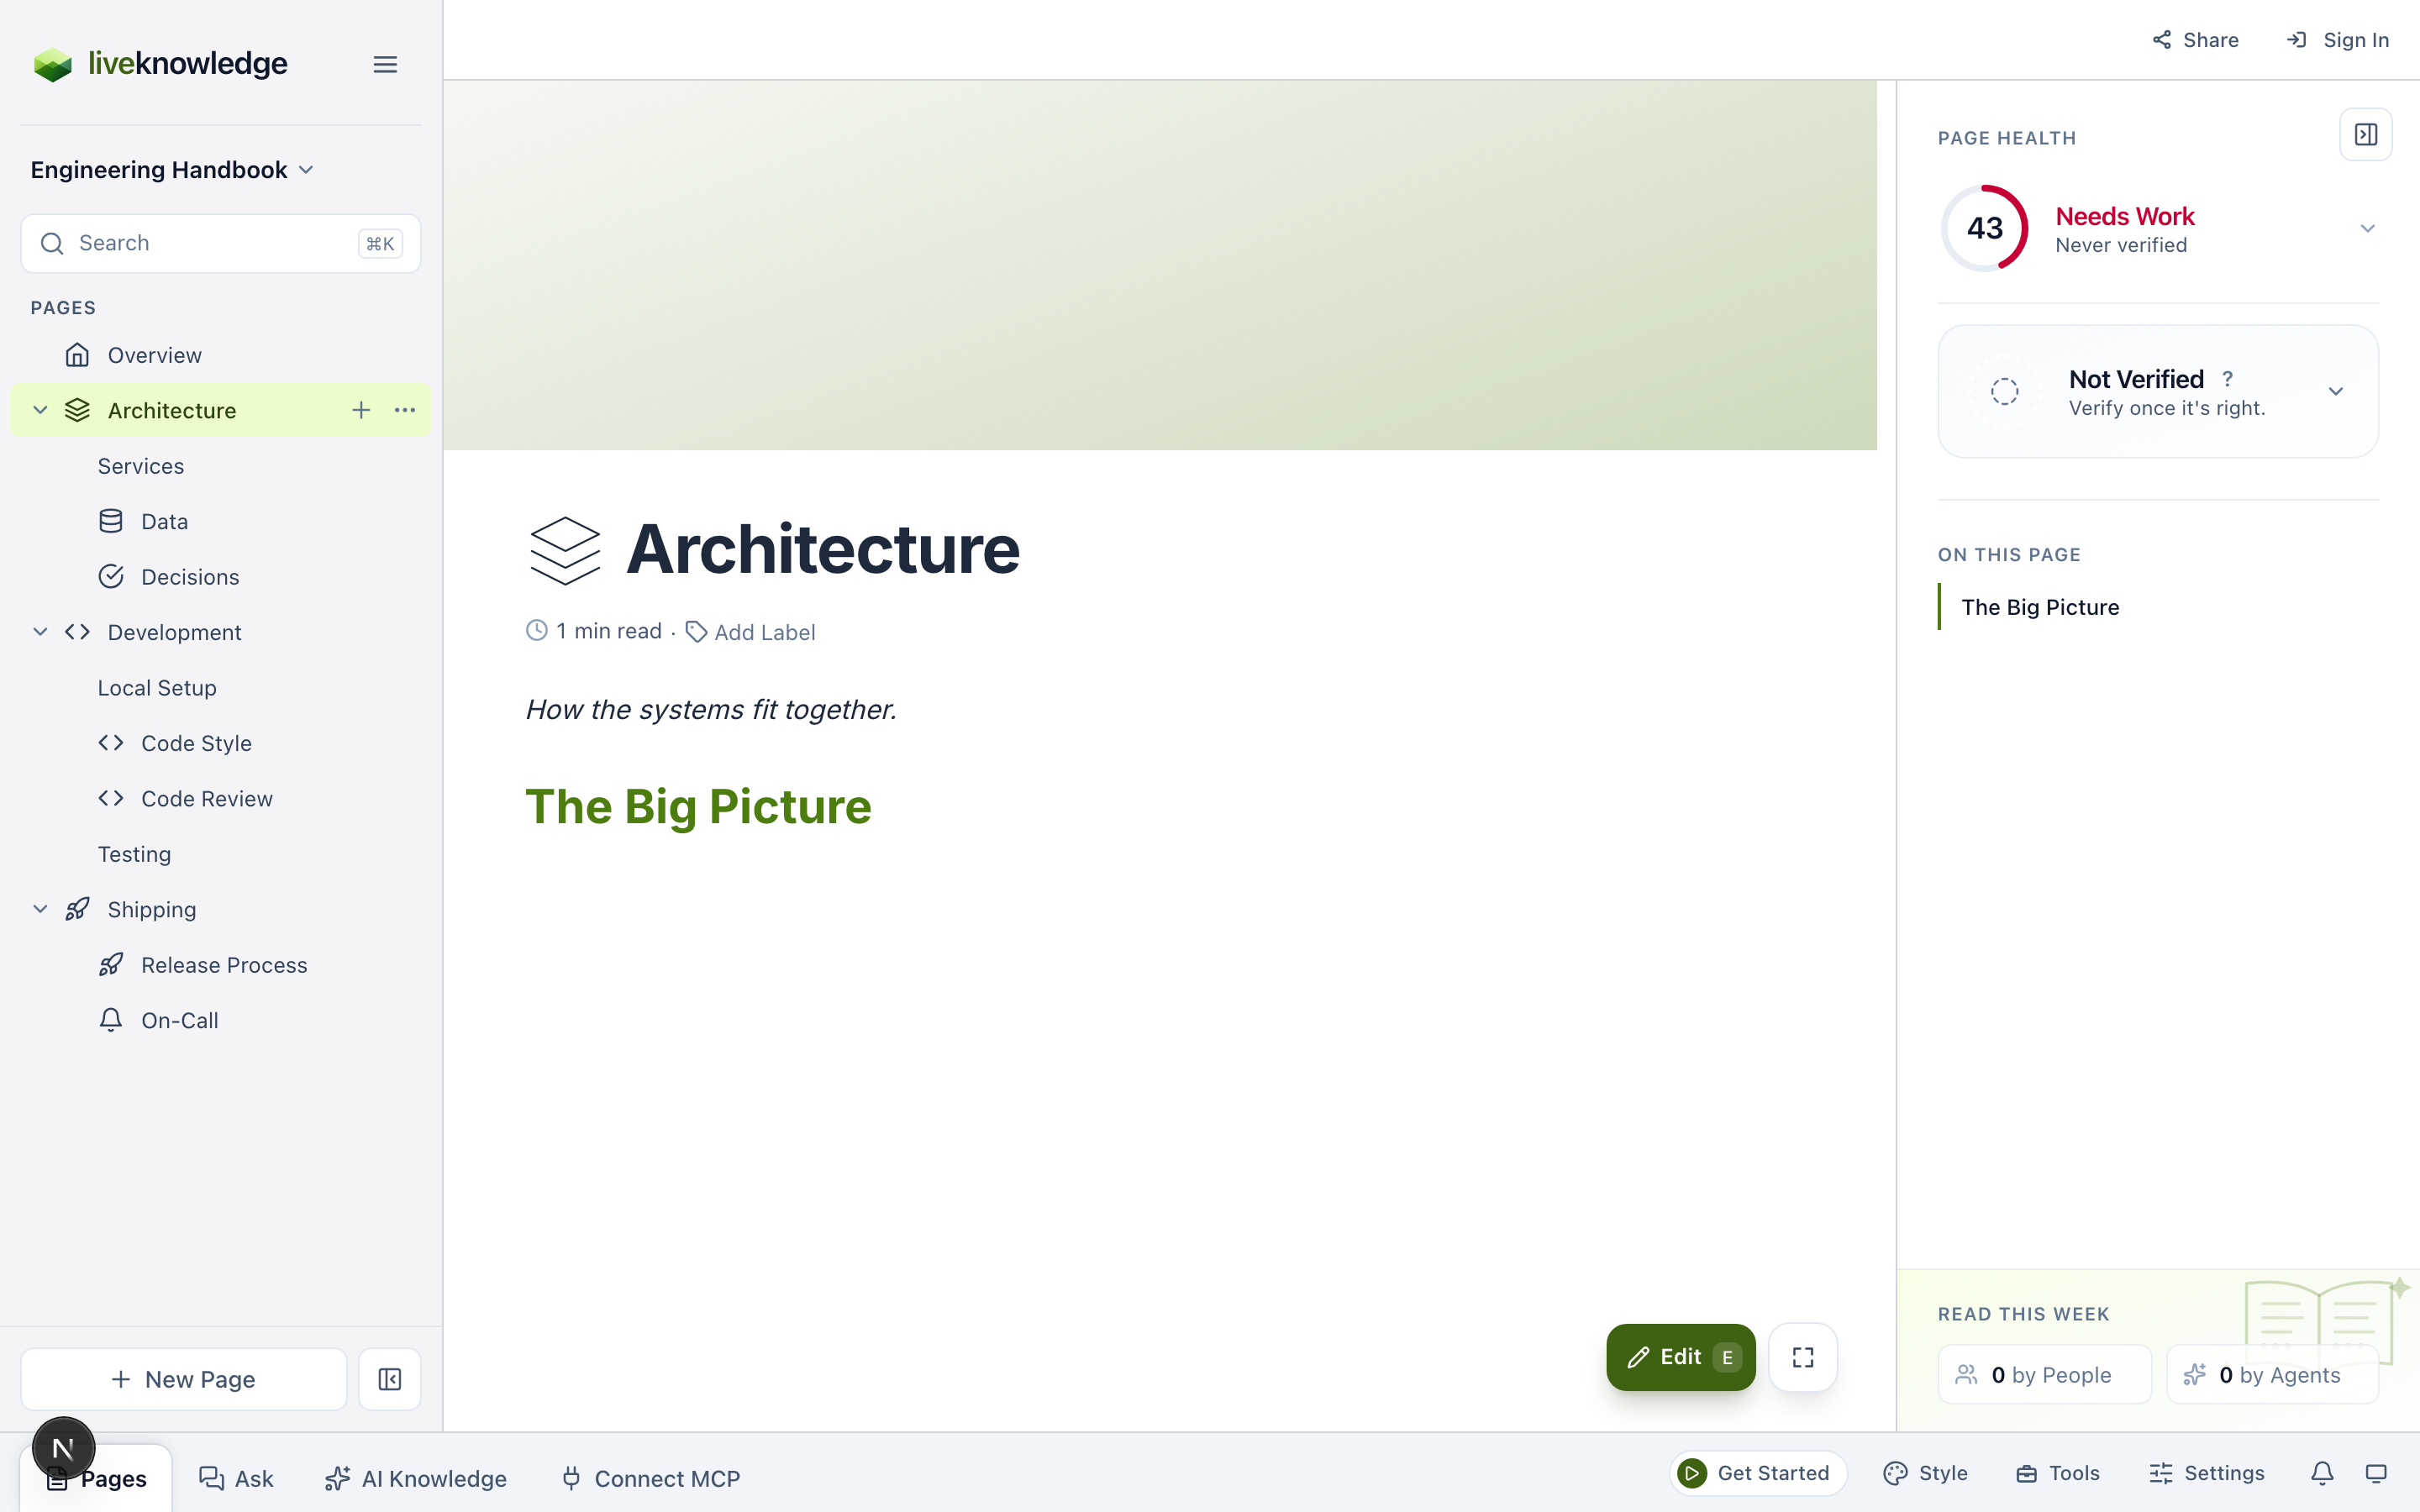 liveknowledge
Share
Sign In
Engineering Handbook
Search
⌘K
PAGES
Overview
Architecture
Services
Data
Decisions
Development
Local Setup
Code Style
Code Review
Testing
Shipping
Release Process
On-Call
New Page
Architecture
1 min read · Add Label
How the systems fit together.
The Big Picture
Edit E
PAGE HEALTH
43
Needs Work
Never verified
Not Verified ?
Verify once it's right.
ON THIS PAGE
The Big Picture
READ THIS WEEK
0 by People
0 by Agents
N
Pages
Ask
AI Knowledge
Connect MCP
Get Started
Style
Tools
Settings